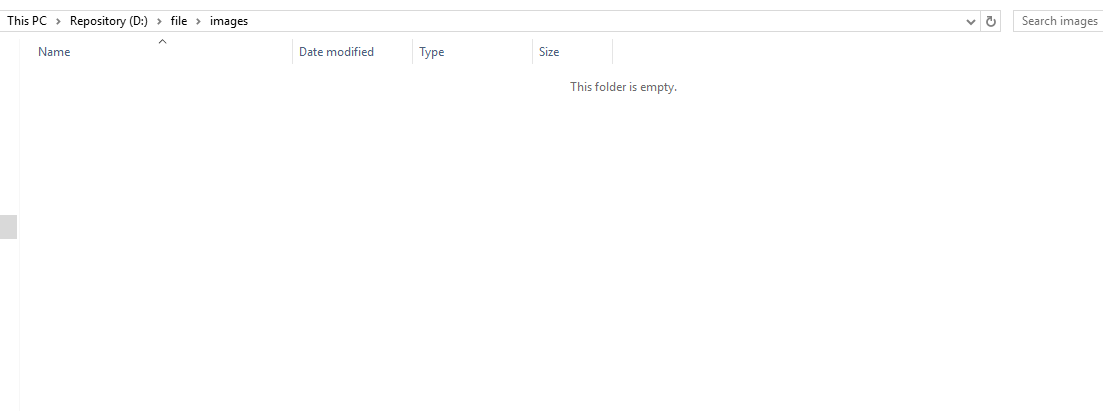 This PC > Repository (D:) > file > images Search images
Name Date modified Type Size
This folder is empty.